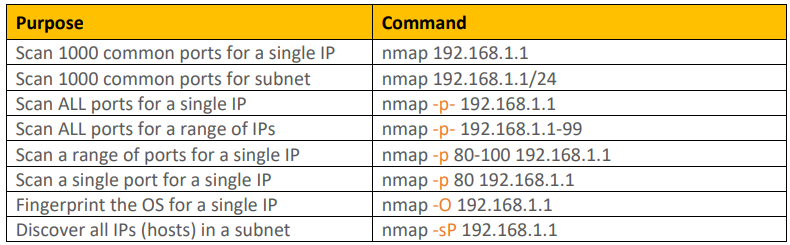 Purpose Command
Scan 1000 common ports for a single IP nmap 192.168.1.1
Scan 1000 common ports for subnet nmap 192.168.1.1/24
Scan ALL ports for a single IP nmap -p- 192.168.1.1
Scan ALL ports for a range of IPs nmap -p- 192.168.1.1-99
Scan a range of ports for a single IP nmap -p 80-100 192.168.1.1
Scan a single port for a single IP nmap -p 80 192.168.1.1
Fingerprint the OS for a single IP nmap -O 192.168.1.1
Discover all IPs (hosts) in a subnet nmap -sP 192.168.1.1